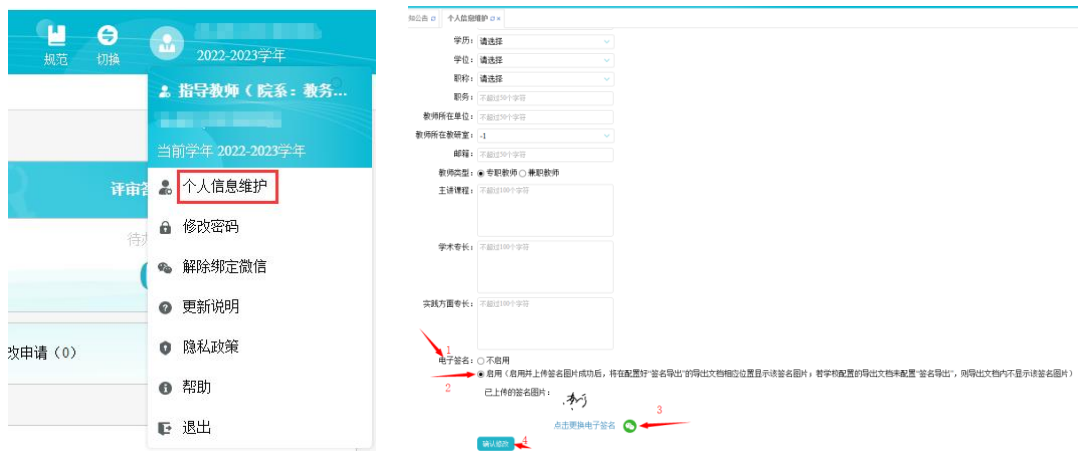 规范
切换
2022-2023学年
指导教师（院系：教务...
当前学年 2022-2023学年
评审答
待
改申请（0）
个人信息维护
修改密码
解除绑定微信
更新说明
隐私政策
帮助
退出
知公告
个人信息维护
学历： 请选择
学位： 请选择
职称： 请选择
职务： 不超过50个字符
教师所在单位： 不超过50个字符
教师所在教研室： -1
邮箱： 不超过50个字符
教师类型： 专职教师 兼职教师
主讲课程： 不超过100个字符
学术专长： 不超过100个字符
实践方面专长： 不超过100个字符
1
电子签名： 不启用
2
启用（启用并上传签名图片成功后，将在配置好“签名导出”的导出文档相应位置显示该签名图片；若学校配置的导出文档未配置“签名导出”，则导出文档内不显示该签名图片）
已上传的签名图片：
点击更换电子签名
3
确认修改
4